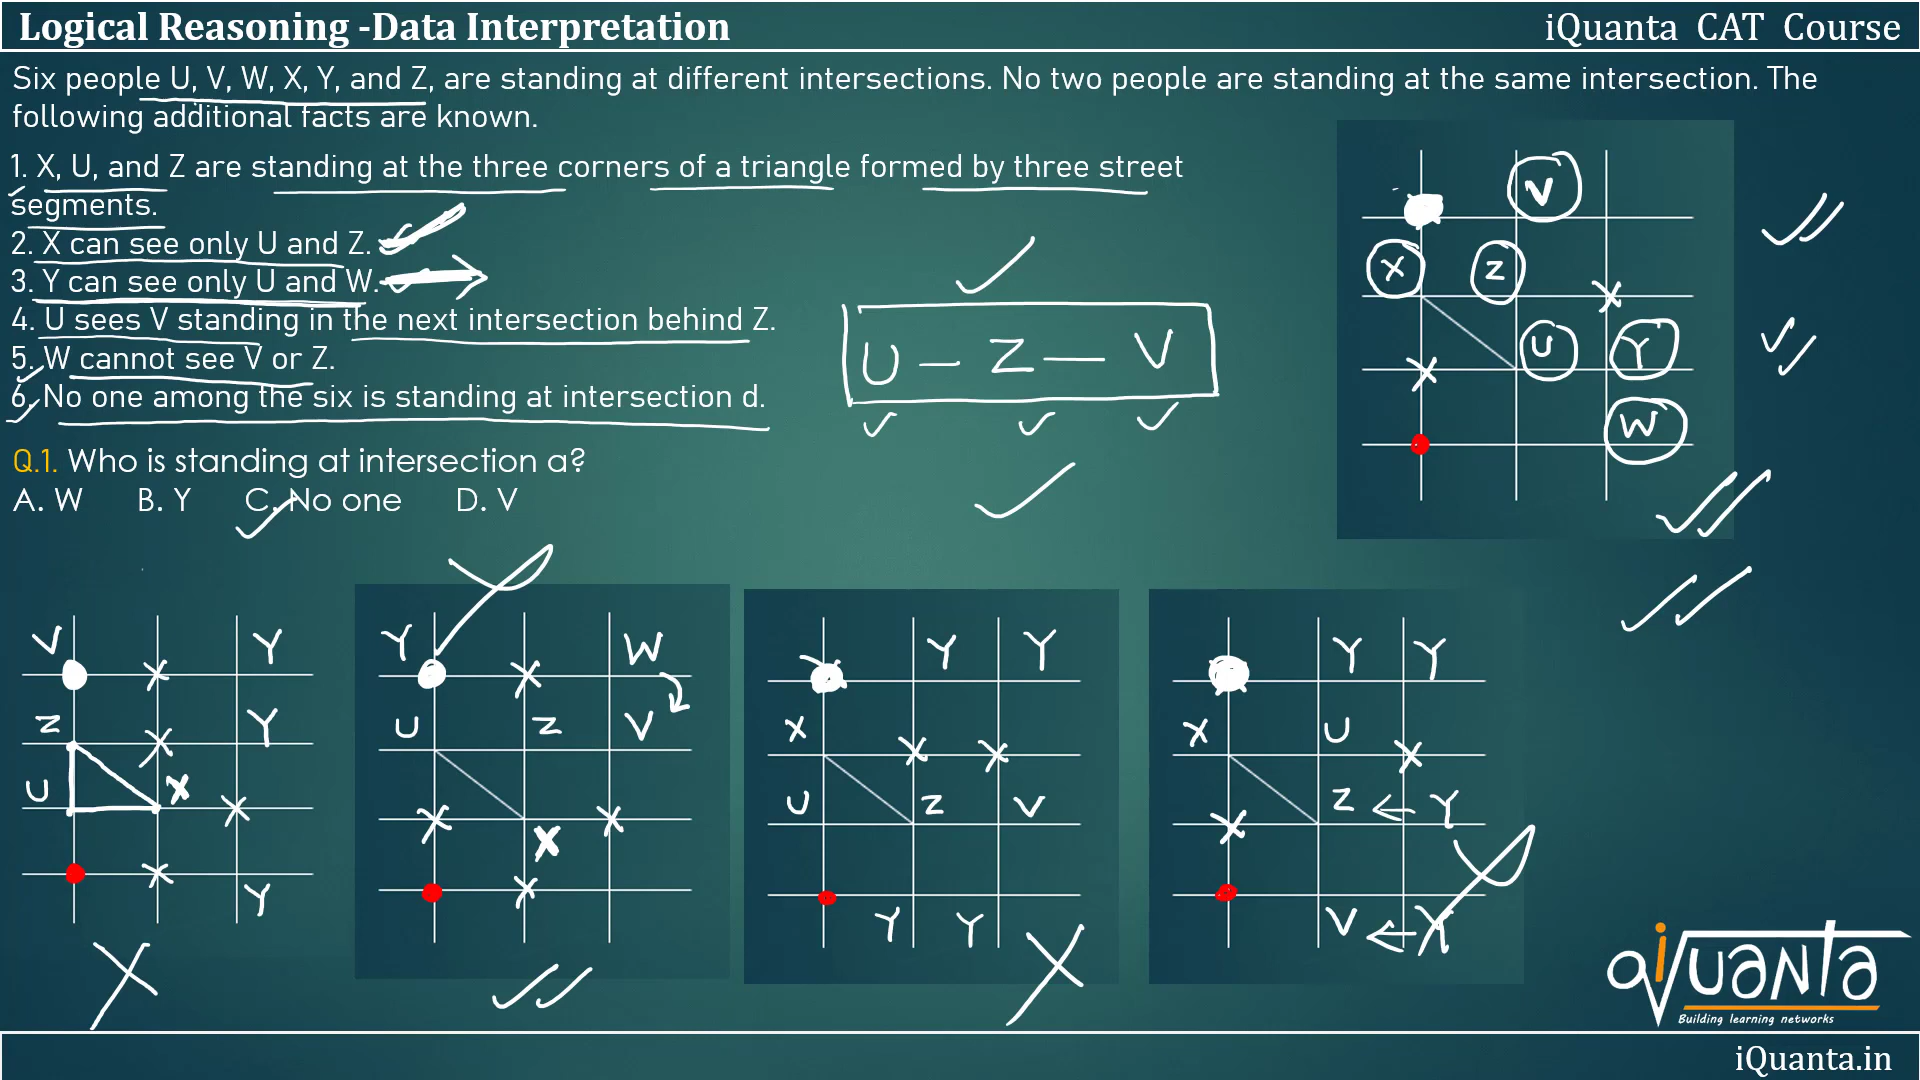 Logical Reasoning -Data Interpretation
iQuanta CAT Course
Six people U, V, W, X, Y, and Z, are standing at different intersections. No two people are standing at the same intersection. The
following additional facts are known.
1. X, U, and Z are standing at the three corners of a triangle formed by three street
segments.
2. X can see only U and Z.
3. Y can see only U and W.
4. U sees V standing in the next intersection behind Z.
5. W cannot see V or Z.
6. No one among the six is standing at intersection d.
Q.1. Who is standing at intersection a?
A. W B. Y C. No one D. V
U — Z — V
V
X Z
U Y
W
V Y
Z Y
U X
Y
Y W
U Z V
X
Y Y
X
U Z V
Y Y
Y Y
X U
Z ← Y
V ←
iQuanta
Building learning networks
iQuanta.in